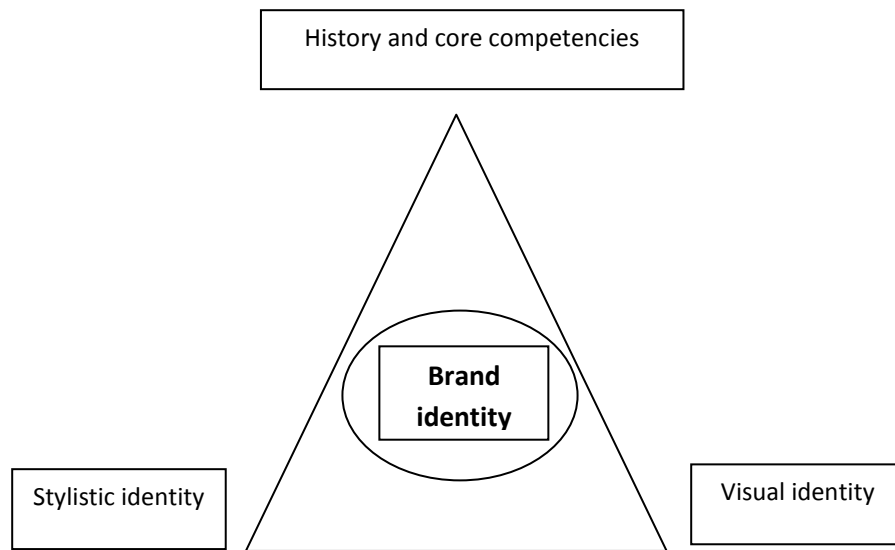 History and core competencies
Brand
identity
Stylistic identity
Visual identity